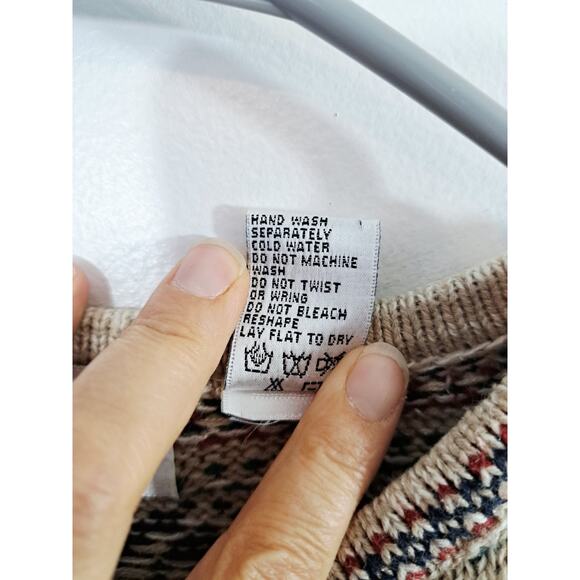 HAND WASH
SEPARATELY
COLD WATER
DO NOT MACHINE
WASH
DO NOT TWIST
OR WRING
DO NOT BLEACH
RESHAPE
LAY FLAT TO DRY